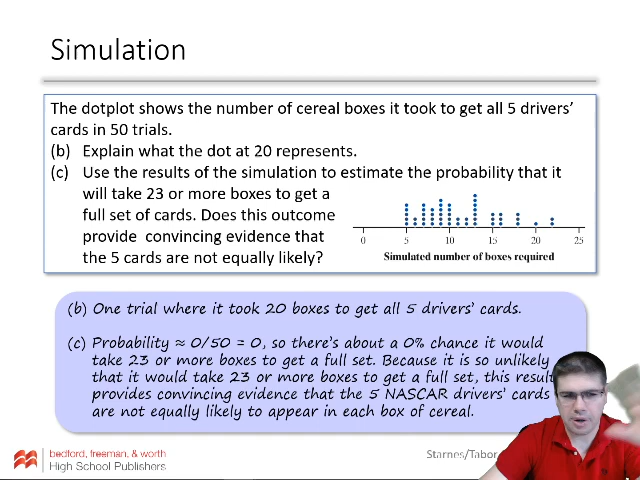 Simulation
The dotplot shows the number of cereal boxes it took to get all 5 drivers'
cards in 50 trials.
(b) Explain what the dot at 20 represents.
(c) Use the results of the simulation to estimate the probability that it
will take 23 or more boxes to get a
full set of cards. Does this outcome
provide convincing evidence that
the 5 cards are not equally likely?
0 5 10 15 20 25
Simulated number of boxes required
(b) One trial where it took 20 boxes to get all 5 drivers' cards.
(c) Probability ≈ 0/50 = 0, so there's about a 0% chance it would
take 23 or more boxes to get a full set. Because it is so unlikely
that it would take 23 or more boxes to get a full set, this result
provides convincing evidence that the 5 NASCAR drivers' cards
are not equally likely to appear in each box of cereal.
bedford, freeman, & worth
High School Publishers
Starnes/Tabor